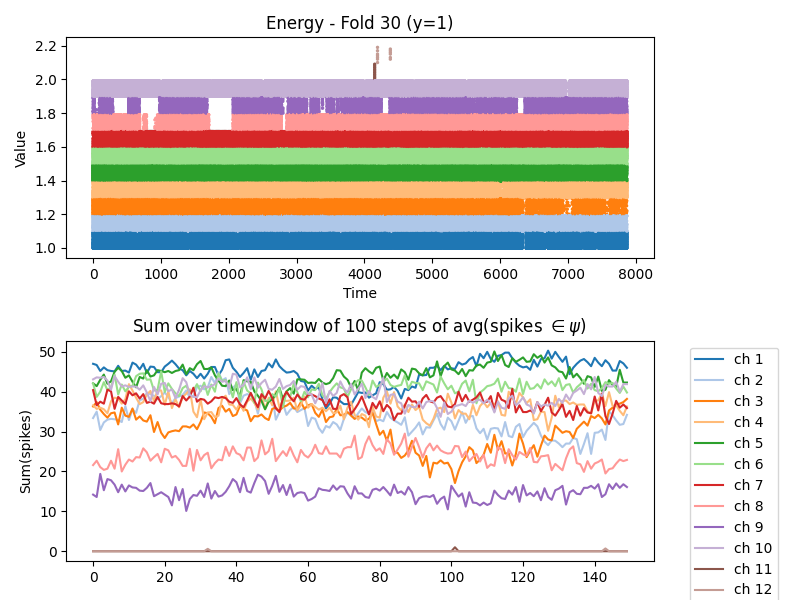 Energy - Fold 30 (y=1)
2.2
2.0
1.8
1.6
1.4
1.2
1.0
Value
0 1000 2000 3000 4000 5000 6000 7000 8000
Time
Sum over timewindow of 100 steps of avg(spikes ∈ ψ)
50
40
30
20
10
0
Sum(spikes)
0 20 40 60 80 100 120 140
ch 1
ch 2
ch 3
ch 4
ch 5
ch 6
ch 7
ch 8
ch 9
ch 10
ch 11
ch 12